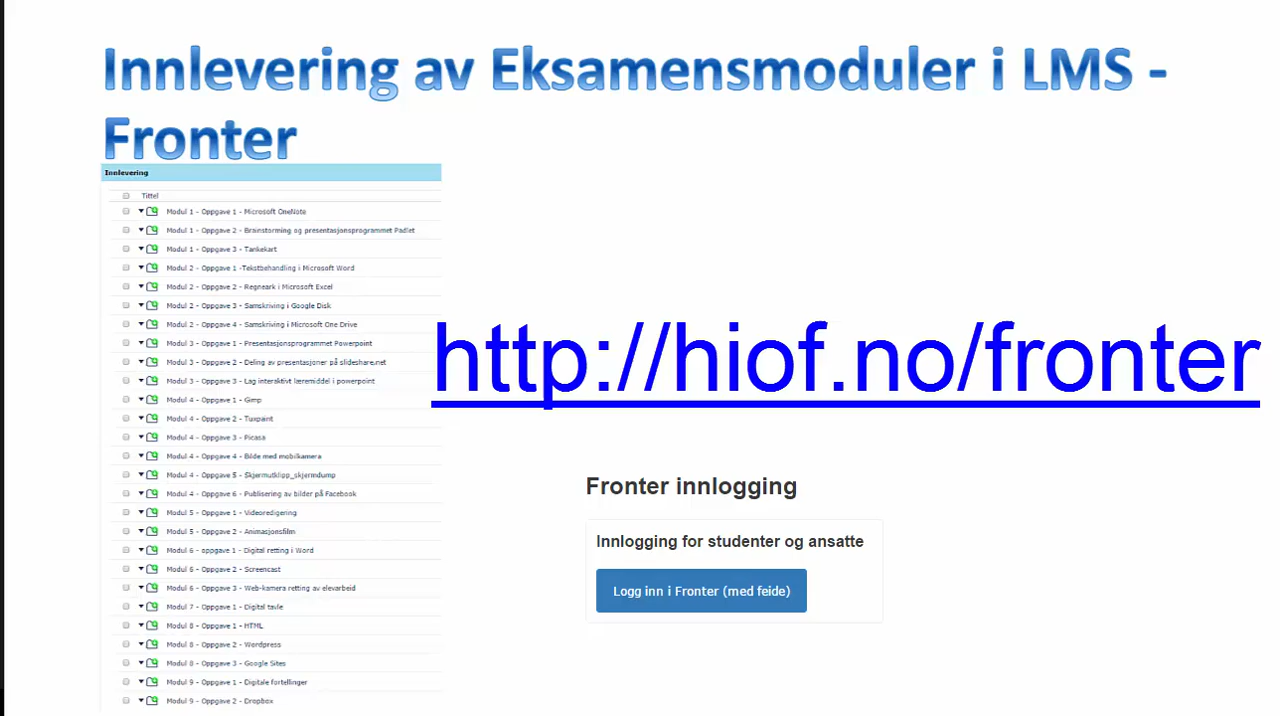 Innlevering av Eksamensmoduler i LMS -
Fronter
Innlevering
Tittel
Modul 1 - Oppgave 1 - Microsoft OneNote
Modul 1 - Oppgave 2 - Brainstorming og presentasjonsprogrammet Padlet
Modul 1 - Oppgave 3 - Tankekart
Modul 2 - Oppgave 1 -Tekstbehandling i Microsoft Word
Modul 2 - Oppgave 2 - Regneark i Microsoft Excel
Modul 2 - Oppgave 3 - Samskriving i Google Disk
Modul 2 - Oppgave 4 - Samskriving i Microsoft One Drive
Modul 3 - Oppgave 1 - Presentasjonsprogrammet Powerpoint
Modul 3 - Oppgave 2 - Deling av presentasjoner på slideshare.net
Modul 3 - Oppgave 3 - Lag interaktivt læremiddel i powerpoint
Modul 4 - Oppgave 1 - Gimp
Modul 4 - Oppgave 2 - Tuxpaint
Modul 4 - Oppgave 3 - Picasa
Modul 4 - Oppgave 4 - Bilde med mobilkamera
Modul 4 - Oppgave 5 - Skjermutklipp_skjermdump
Modul 4 - Oppgave 6 - Publisering av bilder på Facebook
Modul 5 - Oppgave 1 - Videoredigering
Modul 5 - Oppgave 2 - Animasjonsfilm
Modul 6 - oppgave 1 - Digital retting i Word
Modul 6 - Oppgave 2 - Screencast
Modul 6 - Oppgave 3 - Web-kamera retting av elevarbeid
Modul 7 - Oppgave 1 - Digital tavle
Modul 8 - Oppgave 1 - HTML
Modul 8 - Oppgave 2 - Wordpress
Modul 8 - Oppgave 3 - Google Sites
Modul 9 - Oppgave 1 - Digitale fortellinger
Modul 9 - Oppgave 2 - Dropbox
http://hiof.no/fronter
Fronter innlogging
Innlogging for studenter og ansatte
Logg inn i Fronter (med feide)